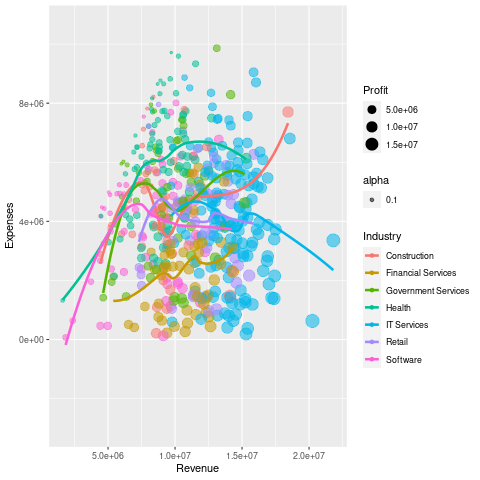 Expenses
8e+06
4e+06
0e+00
5.0e+06
1.0e+07
1.5e+07
2.0e+07
Revenue
Profit
5.0e+06
1.0e+07
1.5e+07
alpha
0.1
Industry
Construction
Financial Services
Government Services
Health
IT Services
Retail
Software